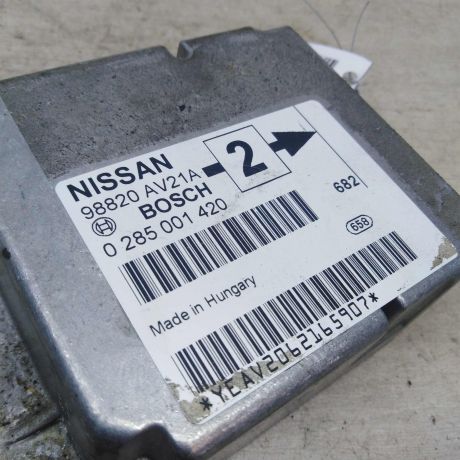 NISSAN
98820 AV21A
BOSCH
0 285 001 420
2
682
Made in Hungary
658
*YEAV2062165907*